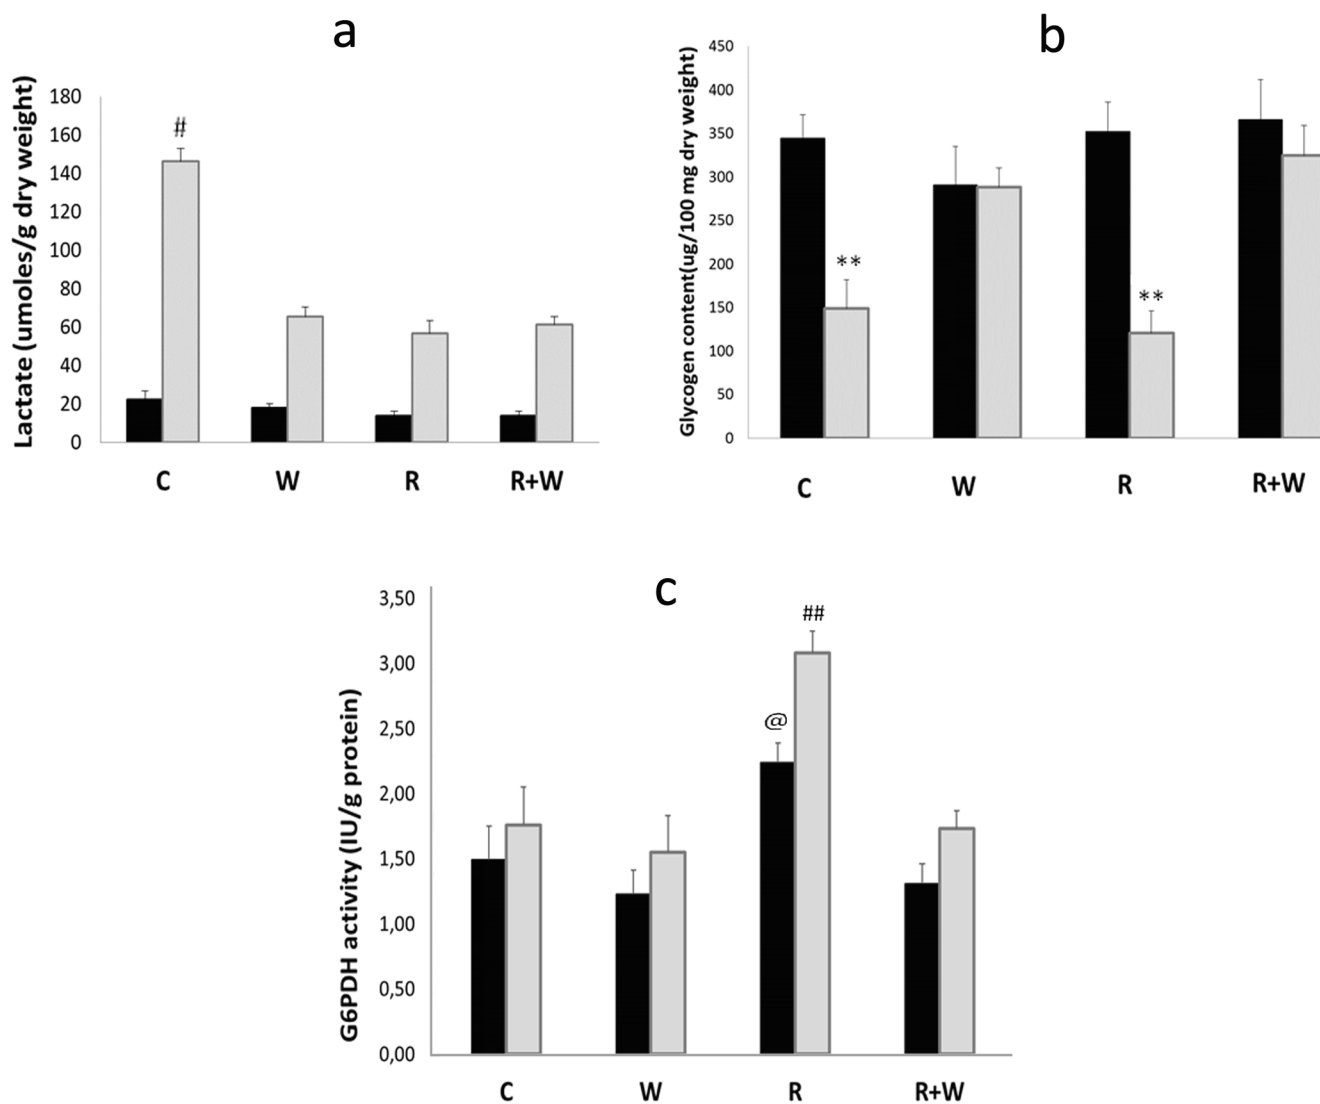 a
Lactate (umoles/g dry weight)
180
160
140
120
100
80
60
40
20
0
#
C
W
R
R+W
b
Glycogen content(ug/100 mg dry weight)
450
400
350
300
250
200
150
100
50
0
**
**
C
W
R
R+W
c
G6PDH activity (IU/g protein)
3,50
3,00
2,50
2,00
1,50
1,00
0,50
0,00
@
##
C
W
R
R+W